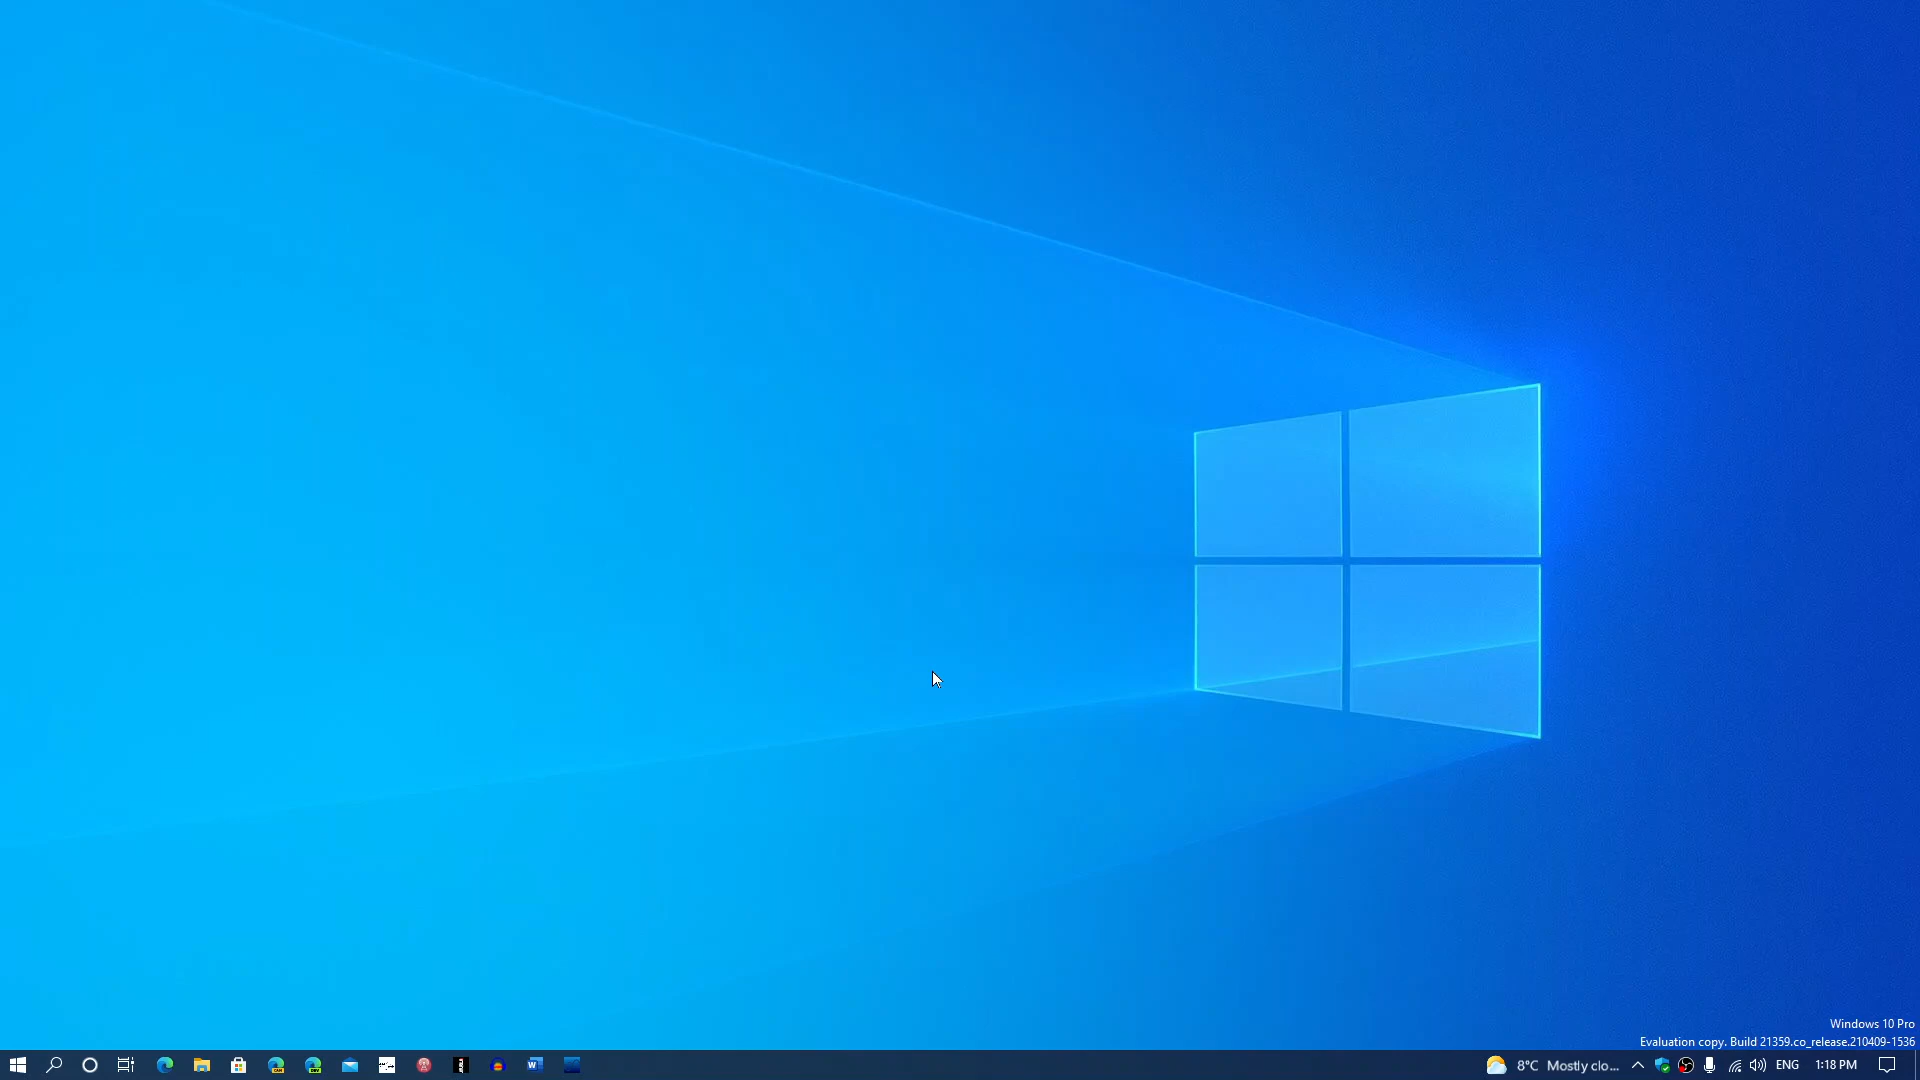 Windows 10 Pro
Evaluation copy. Build 21359.co_release.210409-1536
8°C Mostly clo... ENG 1:18 PM